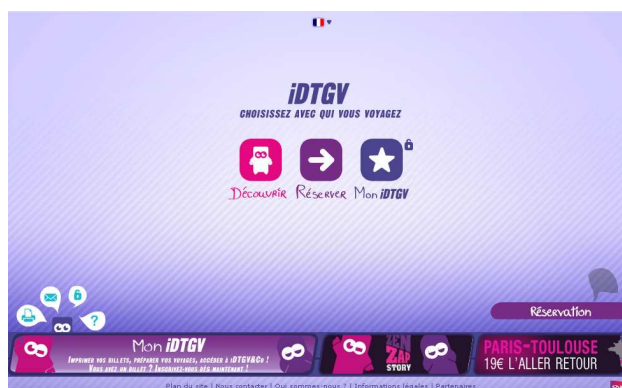 iDTGV
CHOISISSEZ AVEC QUI VOUS VOYAGEZ
Découvrir Réserver Mon iDTGV
?
Réservation
Mon iDTGV
IMPRIMER VOS BILLETS, PRÉPARER VOS VOYAGES, ACCÉDER À IDTGV&CO !
VOUS AVEZ UN BILLET ? INSCRIVEZ-VOUS DÈS MAINTENANT !
ZEN
ZAP
STORY
PARIS-TOULOUSE
19€ L'ALLER RETOUR
Plan du site | Nous contacter | Qui sommes-nous ? | Informations légales | Partenaires